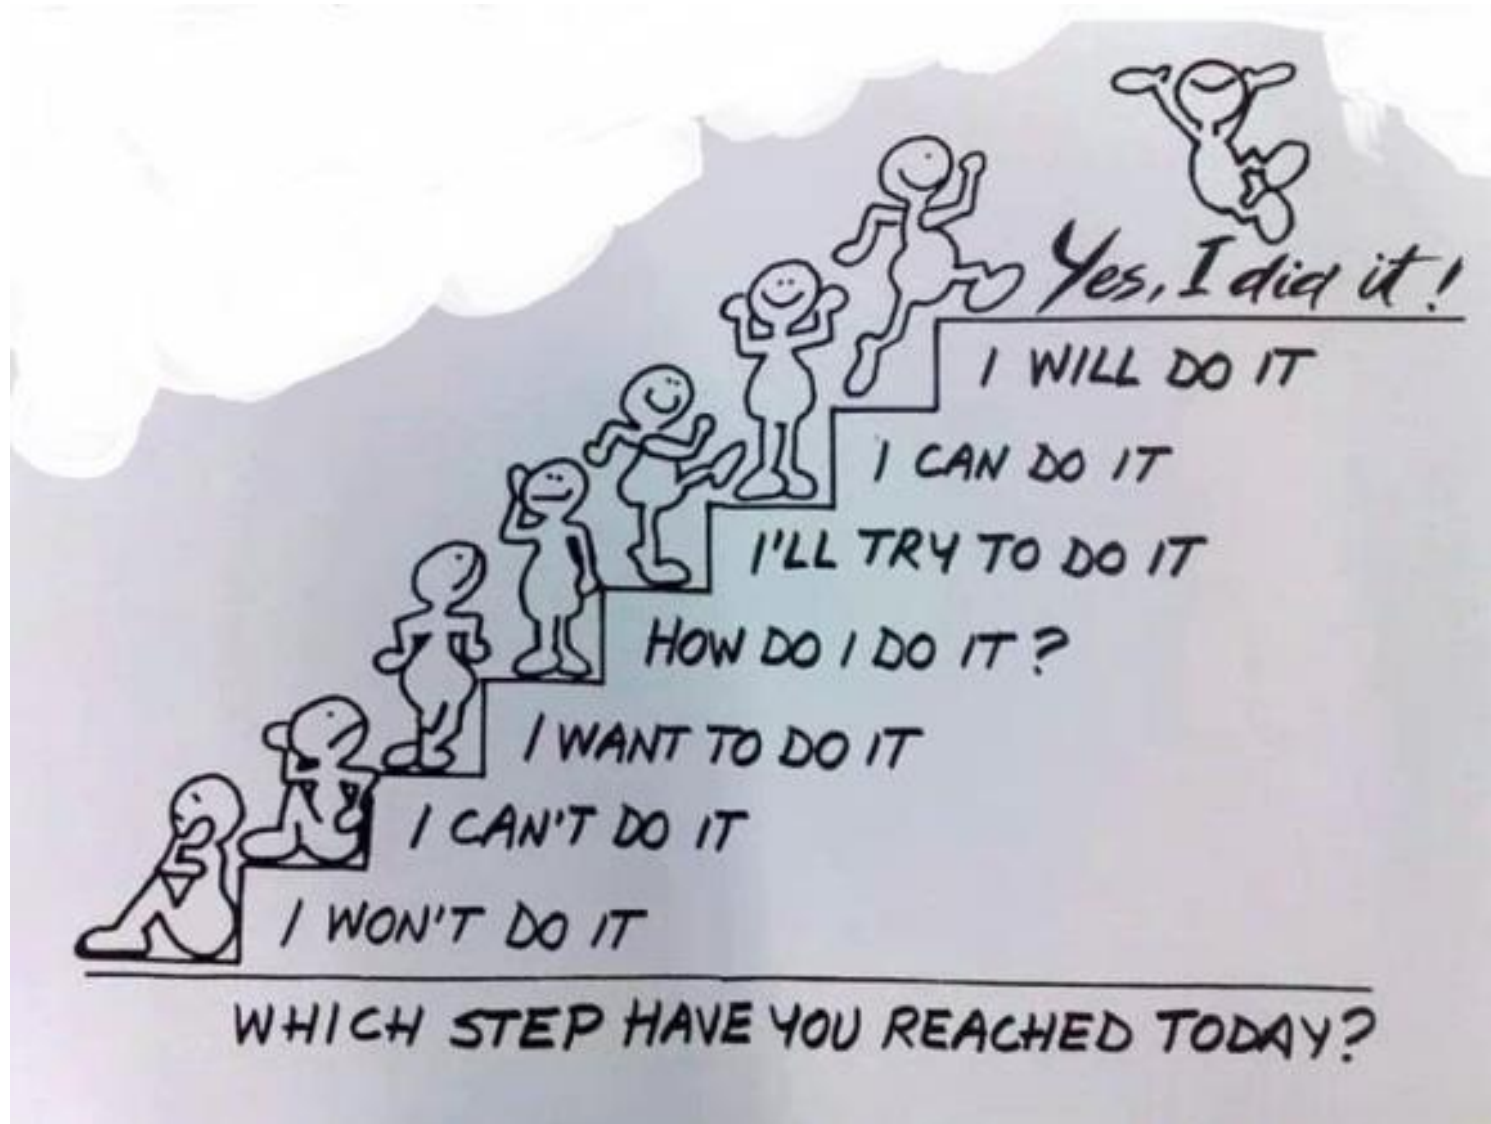 Yes, I did it!
I WILL DO IT
I CAN DO IT
I'LL TRY TO DO IT
HOW DO I DO IT?
I WANT TO DO IT
I CAN'T DO IT
I WON'T DO IT
WHICH STEP HAVE YOU REACHED TODAY?